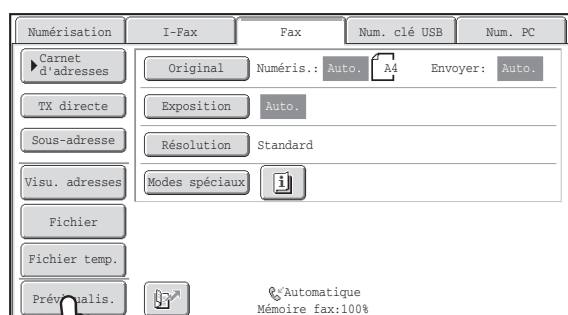 Numérisation I-Fax Fax Num. clé USB Num. PC
Carnet
d'adresses
Original Numéris.: Auto. A4 Envoyer: Auto.
TX directe Exposition Auto.
Sous-adresse Résolution Standard
Visu. adresses Modes spéciaux
Fichier
Fichier temp.
Automatique
Mémoire fax:100%